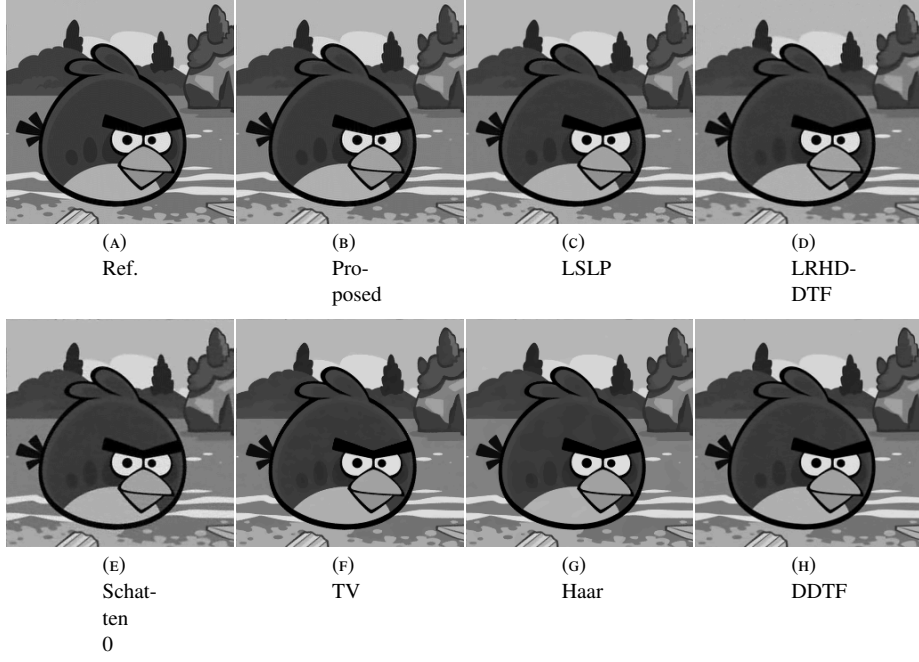 (A)
Ref.
(B)
Pro-
posed
(C)
LSLP
(D)
LRHD-
DTF
(E)
Schat-
ten
0
(F)
TV
(G)
Haar
(H)
DDTF